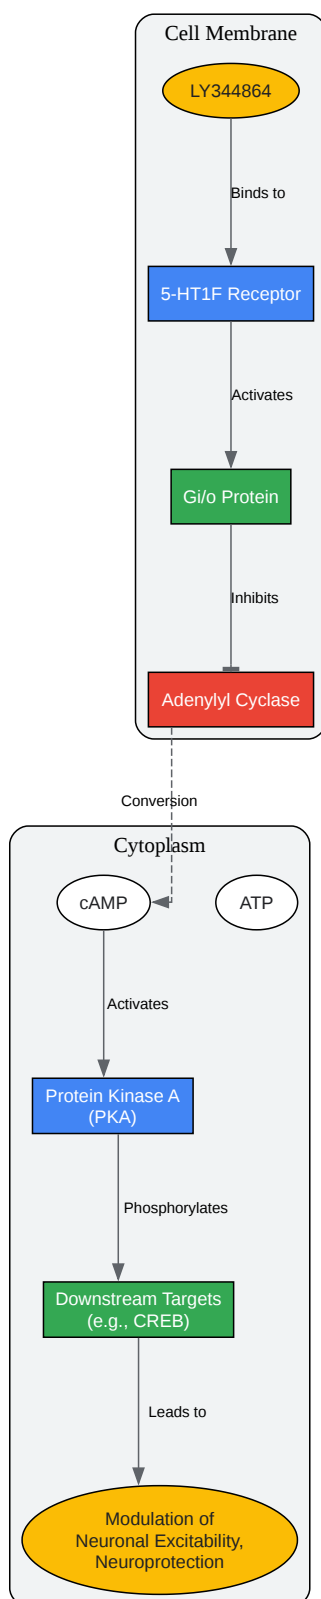 Cell Membrane
LY344864
Binds to
5-HT1F Receptor
Activates
Gi/o Protein
Inhibits
Adenylyl Cyclase
Conversion
Cytoplasm
cAMP
ATP
Activates
Protein Kinase A
(PKA)
Phosphorylates
Downstream Targets
(e.g., CREB)
Leads to
Modulation of
Neuronal Excitability,
Neuroprotection